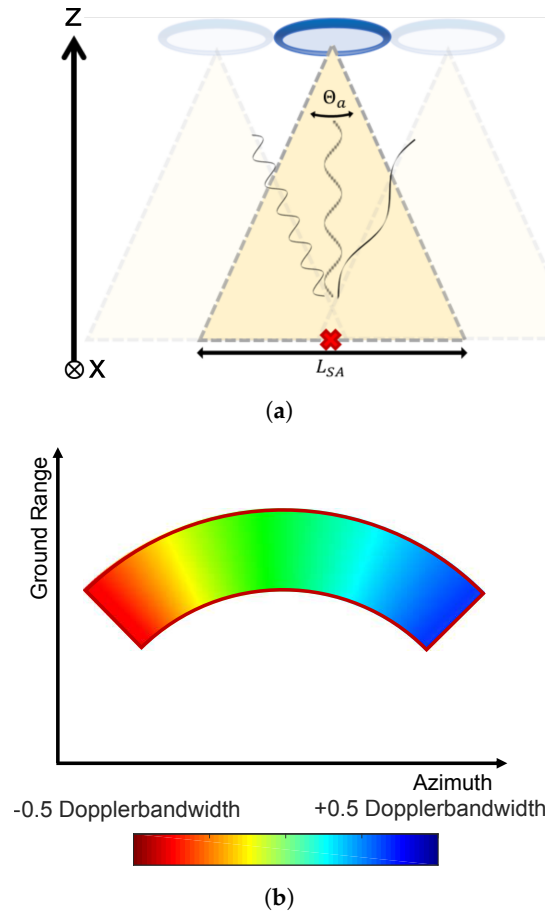 Z
Θa
X
LSA
(a)
Ground Range
Azimuth
-0.5 Dopplerbandwidth +0.5 Dopplerbandwidth
(b)